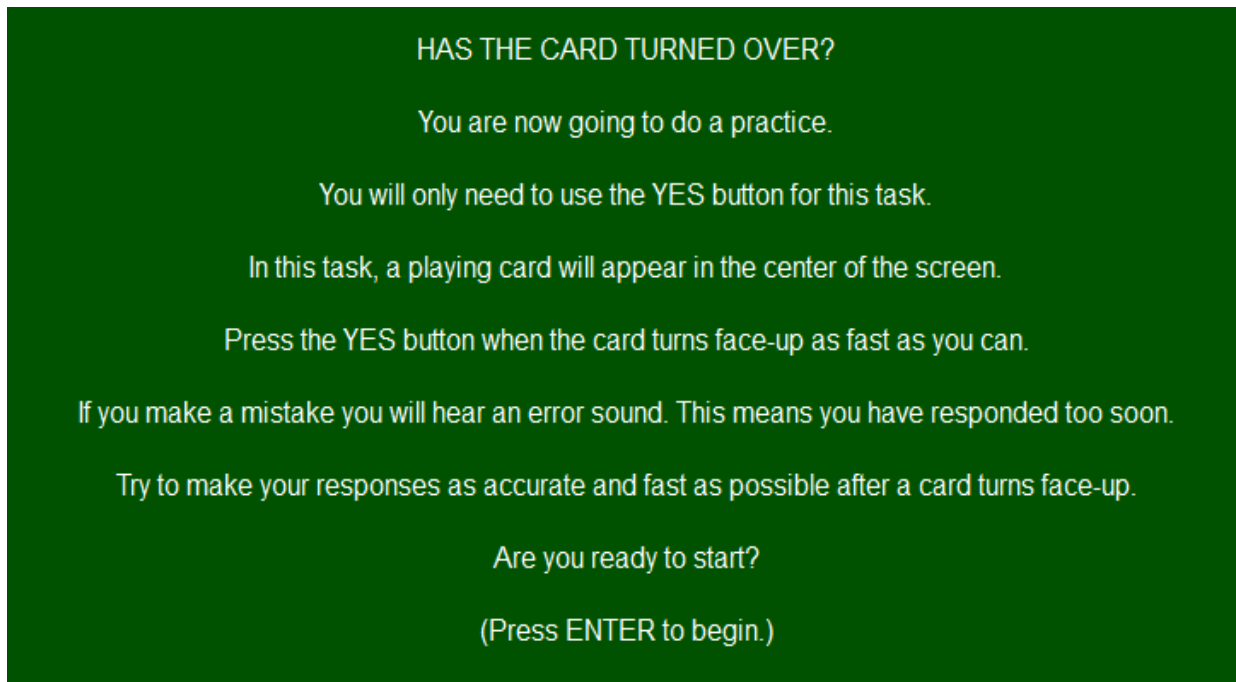 HAS THE CARD TURNED OVER?
You are now going to do a practice.
You will only need to use the YES button for this task.
In this task, a playing card will appear in the center of the screen.
Press the YES button when the card turns face-up as fast as you can.
If you make a mistake you will hear an error sound. This means you have responded too soon.
Try to make your responses as accurate and fast as possible after a card turns face-up.
Are you ready to start?
(Press ENTER to begin.)